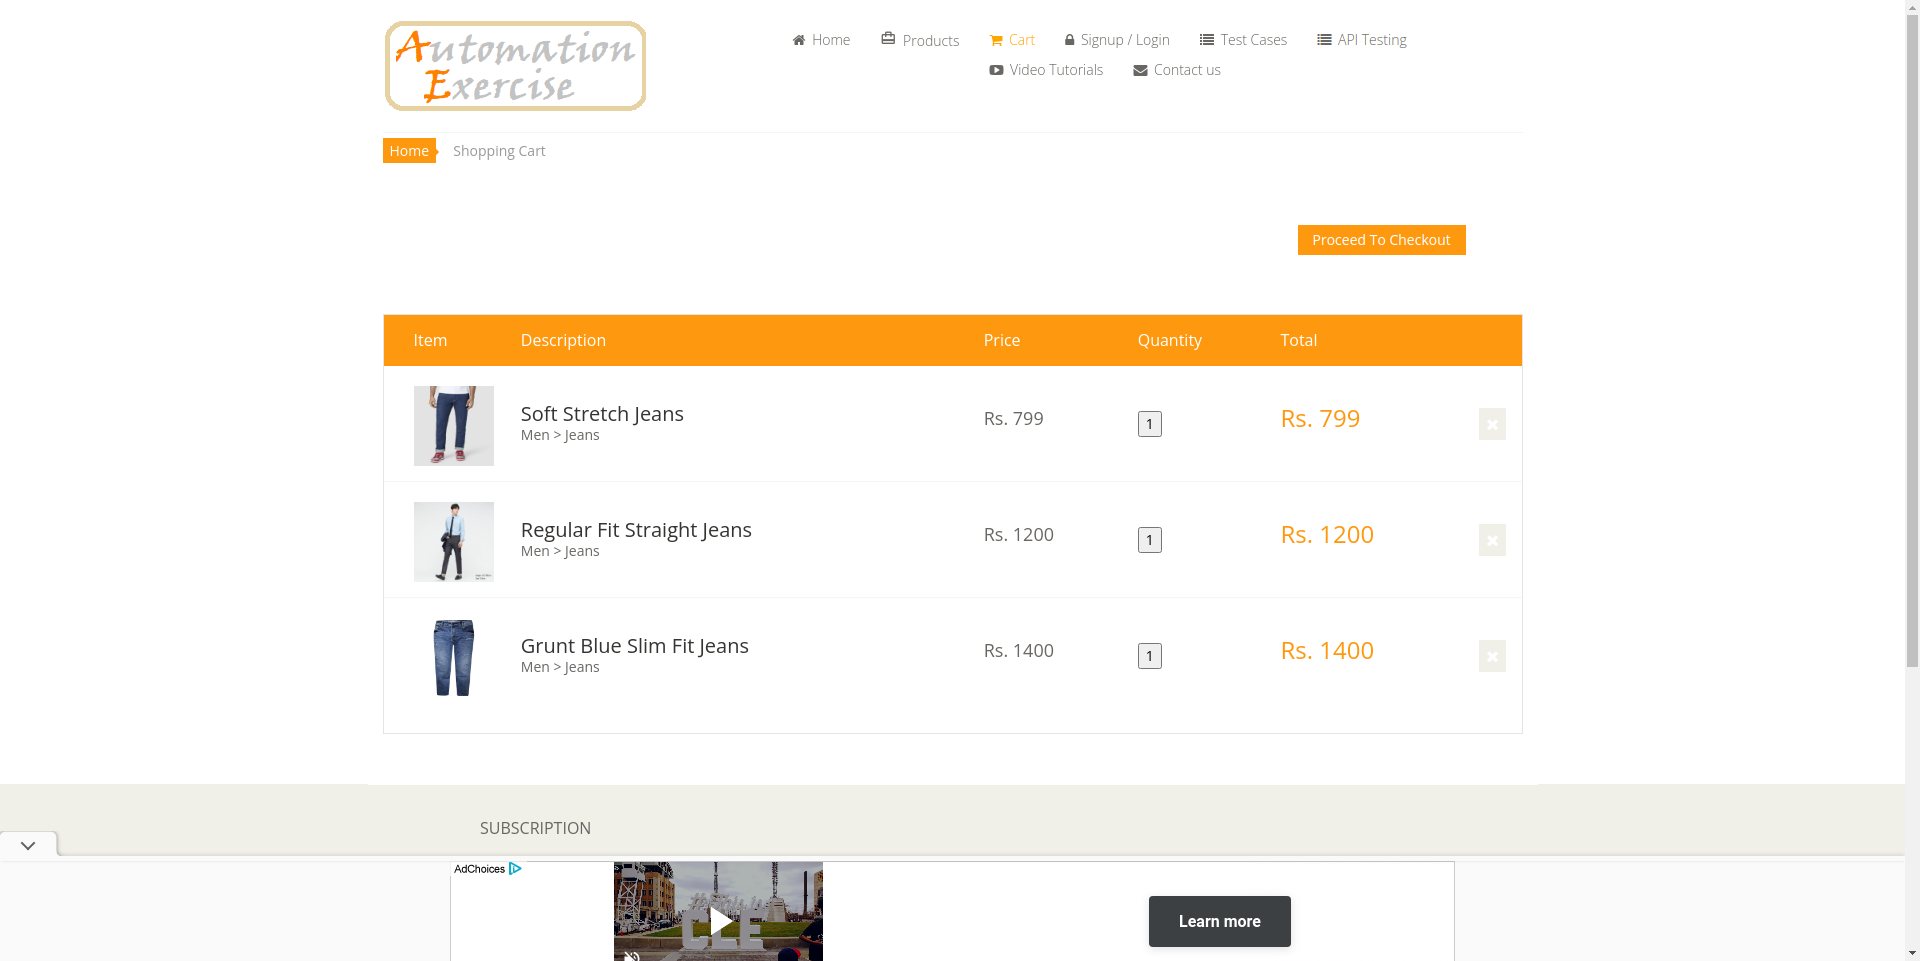 Automation
Exercise
Home
Products
Cart
Signup / Login
Test Cases
API Testing
Video Tutorials
Contact us
Home
Shopping Cart
Proceed To Checkout
Item Description Price Quantity Total
Soft Stretch Jeans
Men > Jeans
Rs. 799
1
Rs. 799
Regular Fit Straight Jeans
Men > Jeans
Rs. 1200
1
Rs. 1200
Grunt Blue Slim Fit Jeans
Men > Jeans
Rs. 1400
1
Rs. 1400
SUBSCRIPTION
AdChoices
CLE
Learn more